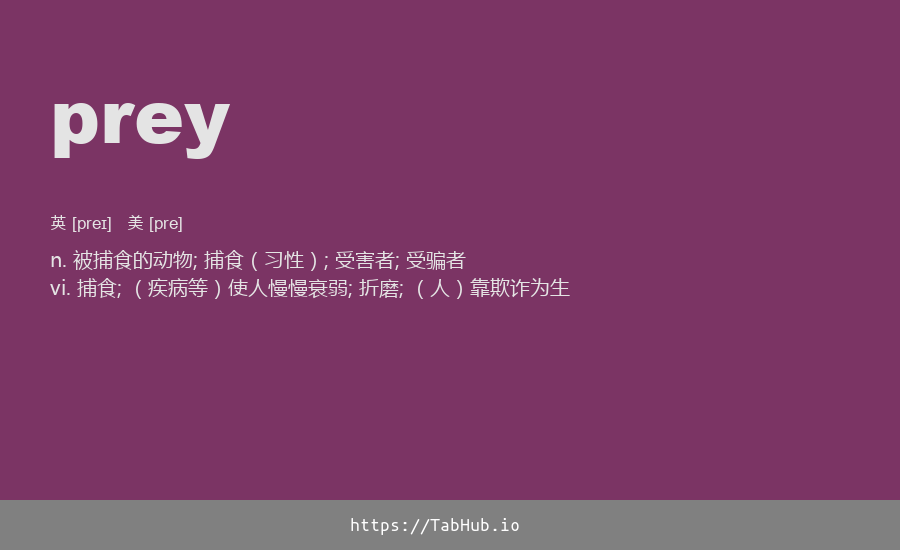 prey
英 [preɪ] 美 [pre]
n. 被捕食的动物; 捕食（习性）; 受害者; 受骗者
vi. 捕食; （疾病等）使人慢慢衰弱; 折磨; （人）靠欺诈为生
https://TabHub.io